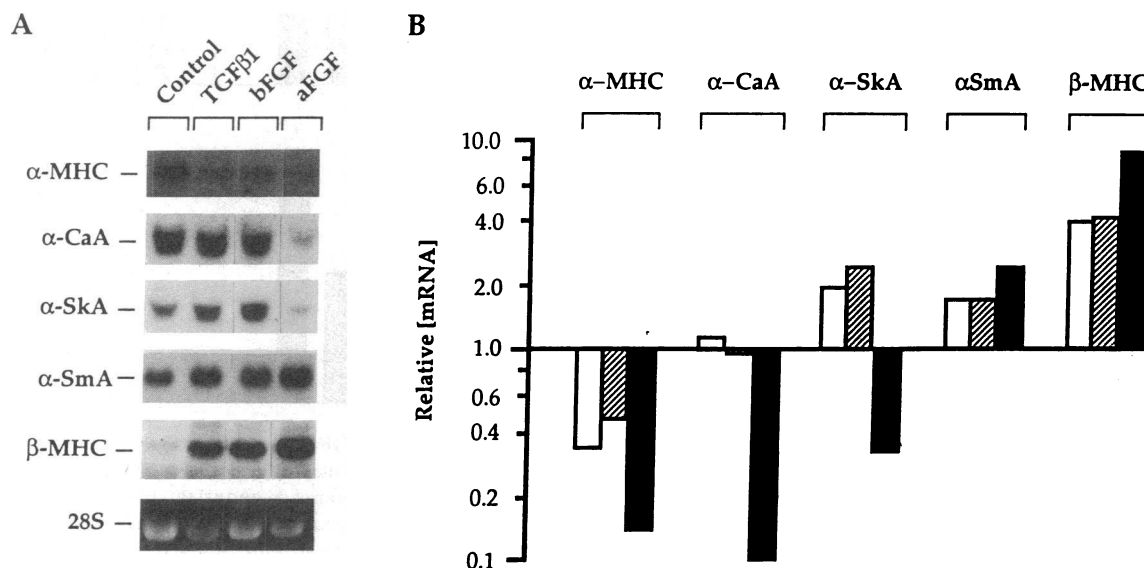 A
Control TGFβ1 bFGF aFGF
α-MHC
α-CaA
α-SkA
α-SmA
β-MHC
28S
B
α–MHC α–CaA α–SkA αSmA β-MHC
Relative [mRNA]
10.0
6.0
4.0
2.0
1.0
0.6
0.4
0.2
0.1